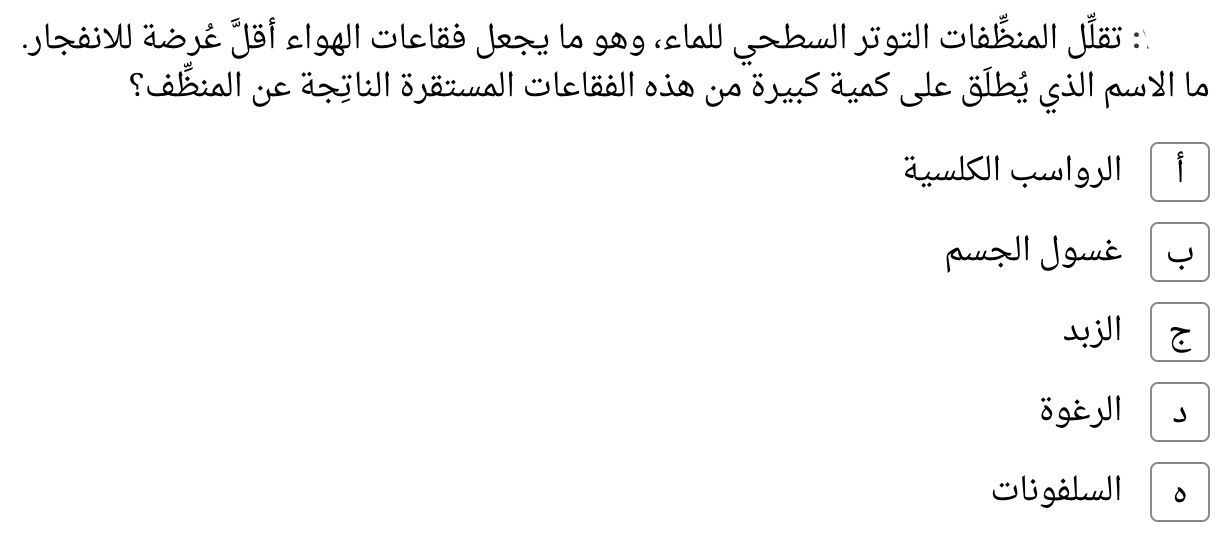 : تقلِّل المنظِّفات التوتر السطحي للماء، وهو ما يجعل فقاعات الهواء أقلَّ عُرضة للانفجار.
ما الاسم الذي يُطلَق على كمية كبيرة من هذه الفقاعات المستقرة الناتِجة عن المنظِّف؟
أ الرواسب الكلسية
ب غسول الجسم
ج الزبد
د الرغوة
ه السلفونات